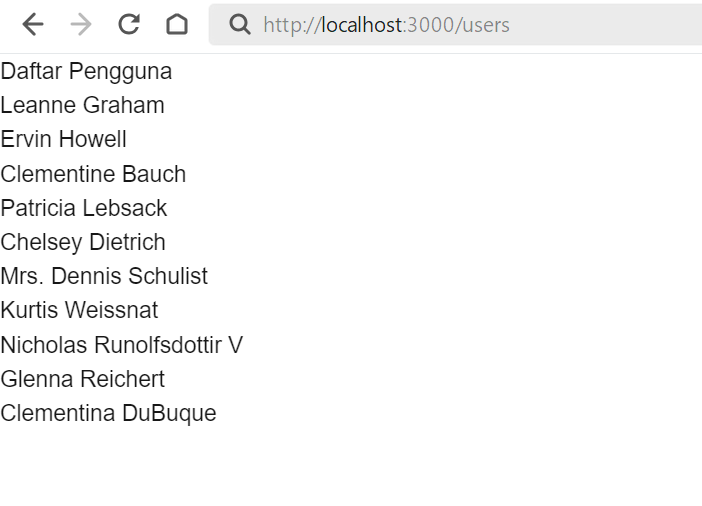 http://localhost:3000/users
Daftar Pengguna
Leanne Graham
Ervin Howell
Clementine Bauch
Patricia Lebsack
Chelsey Dietrich
Mrs. Dennis Schulist
Kurtis Weissnat
Nicholas Runolfsdottir V
Glenna Reichert
Clementina DuBuque